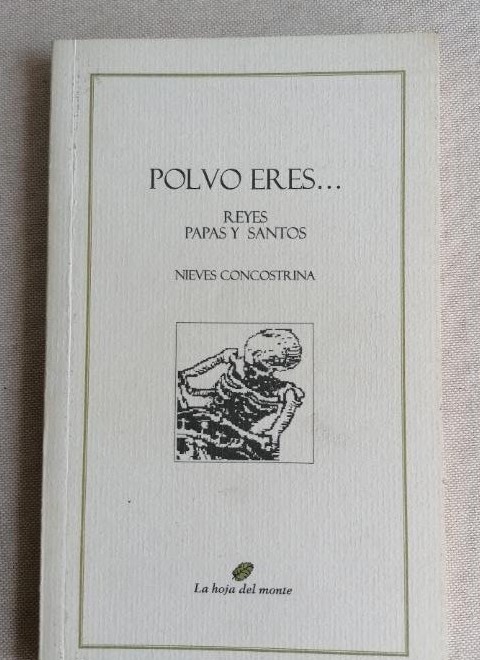 POLVO ERES...
REYES
PAPAS Y SANTOS
NIEVES CONCOSTRINA
La hoja del monte